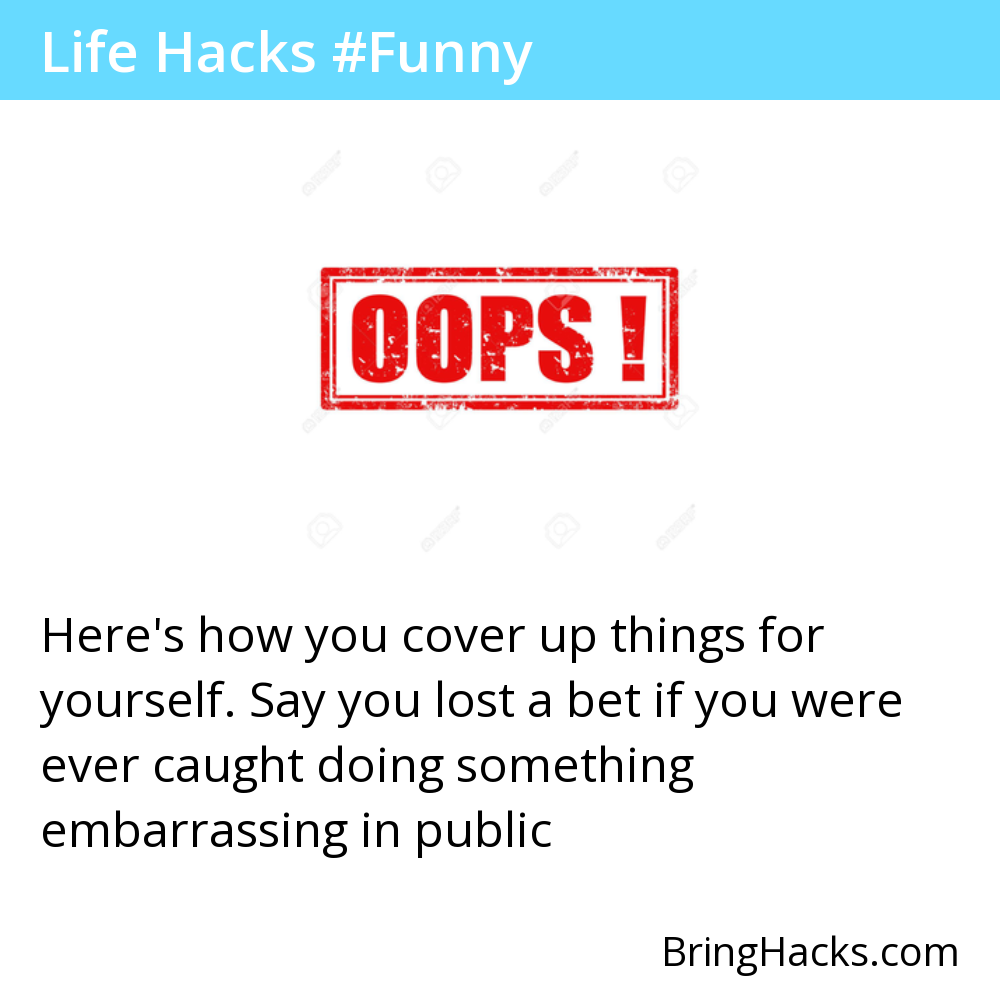 Life Hacks #Funny
OOPS !
Here's how you cover up things for
yourself. Say you lost a bet if you were
ever caught doing something
embarrassing in public
BringHacks.com